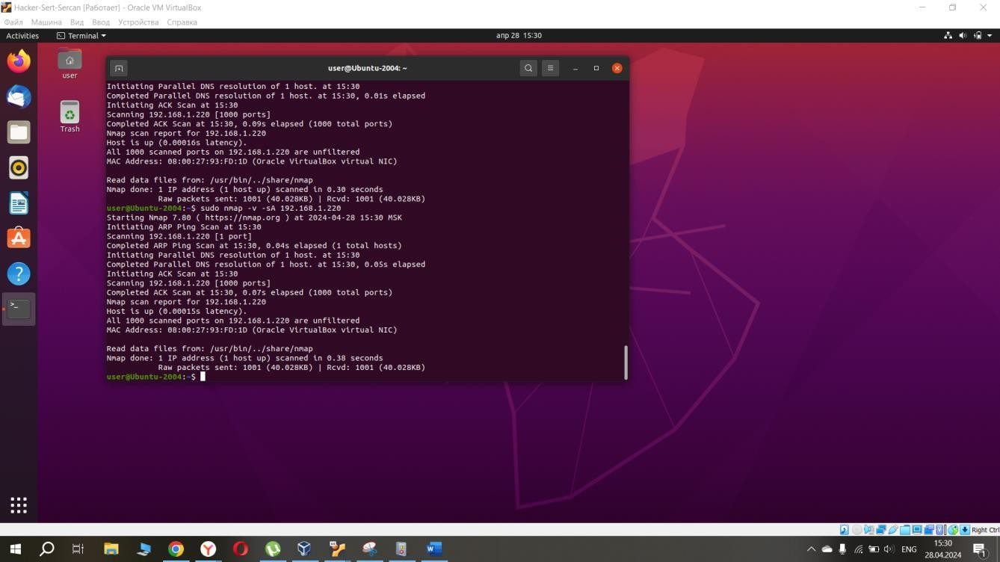 Hacker-Sert-Sercan [Работает] - Oracle VM VirtualBox
Файл Машина Вид Ввод Устройства Справка
Activities Terminal апр 28 15:30
user@Ubuntu-2004: ~
user
Trash
Initiating Parallel DNS resolution of 1 host. at 15:30
Completed Parallel DNS resolution of 1 host. at 15:30, 0.01s elapsed
Initiating ACK Scan at 15:30
Scanning 192.168.1.220 [1000 ports]
Completed ACK Scan at 15:30, 0.09s elapsed (1000 total ports)
Nmap scan report for 192.168.1.220
Host is up (0.00016s latency).
All 1000 scanned ports on 192.168.1.220 are unfiltered
MAC Address: 08:00:27:93:FD:1D (Oracle VirtualBox virtual NIC)
Read data files from: /usr/bin/../share/nmap
Nmap done: 1 IP address (1 host up) scanned in 0.30 seconds
Raw packets sent: 1001 (40.028KB) | Rcvd: 1001 (40.028KB)
user@Ubuntu-2004:~$ sudo nmap -v -sA 192.168.1.220
Starting Nmap 7.80 ( https://nmap.org ) at 2024-04-28 15:30 MSK
Initiating ARP Ping Scan at 15:30
Scanning 192.168.1.220 [1 port]
Completed ARP Ping Scan at 15:30, 0.04s elapsed (1 total hosts)
Initiating Parallel DNS resolution of 1 host. at 15:30
Completed Parallel DNS resolution of 1 host. at 15:30, 0.05s elapsed
Initiating ACK Scan at 15:30
Scanning 192.168.1.220 [1000 ports]
Completed ACK Scan at 15:30, 0.07s elapsed (1000 total ports)
Nmap scan report for 192.168.1.220
Host is up (0.00015s latency).
All 1000 scanned ports on 192.168.1.220 are unfiltered
MAC Address: 08:00:27:93:FD:1D (Oracle VirtualBox virtual NIC)
Read data files from: /usr/bin/../share/nmap
Nmap done: 1 IP address (1 host up) scanned in 0.38 seconds
Raw packets sent: 1001 (40.028KB) | Rcvd: 1001 (40.028KB)
user@Ubuntu-2004:~$
Right Ctrl
ENG
15:30
28.04.2024